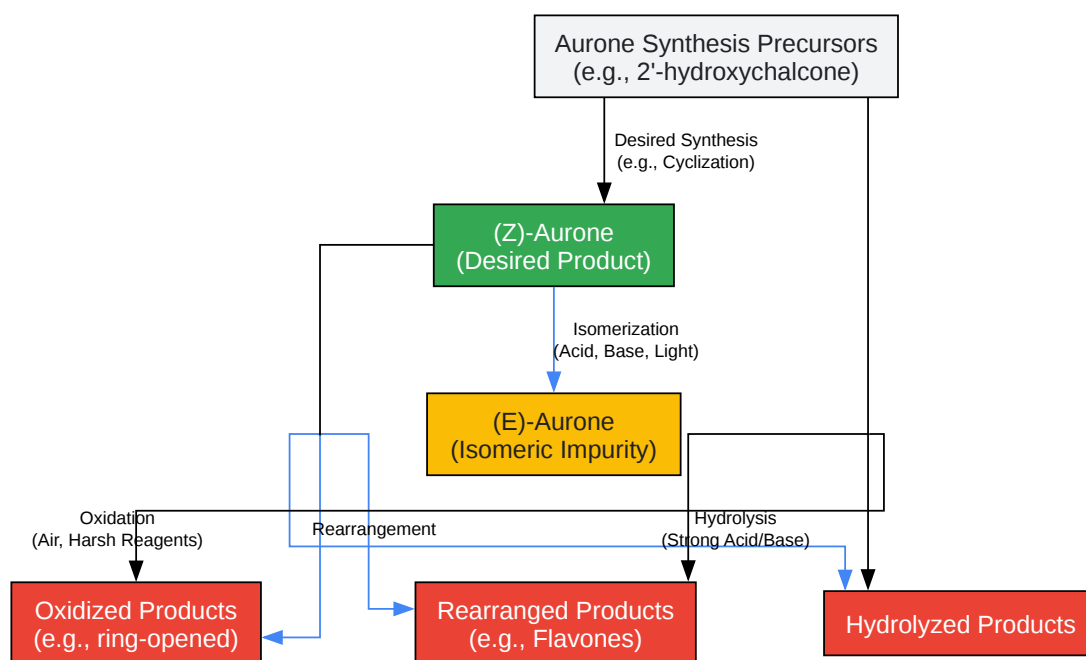 Aurone Synthesis Precursors
(e.g., 2'-hydroxychalcone)
Desired Synthesis
(e.g., Cyclization)
(Z)-Aurone
(Desired Product)
Isomerization
(Acid, Base, Light)
(E)-Aurone
(Isomeric Impurity)
Oxidation
(Air, Harsh Reagents)
Rearrangement
Hydrolysis
(Strong Acid/Base)
Oxidized Products
(e.g., ring-opened)
Rearranged Products
(e.g., Flavones)
Hydrolyzed Products